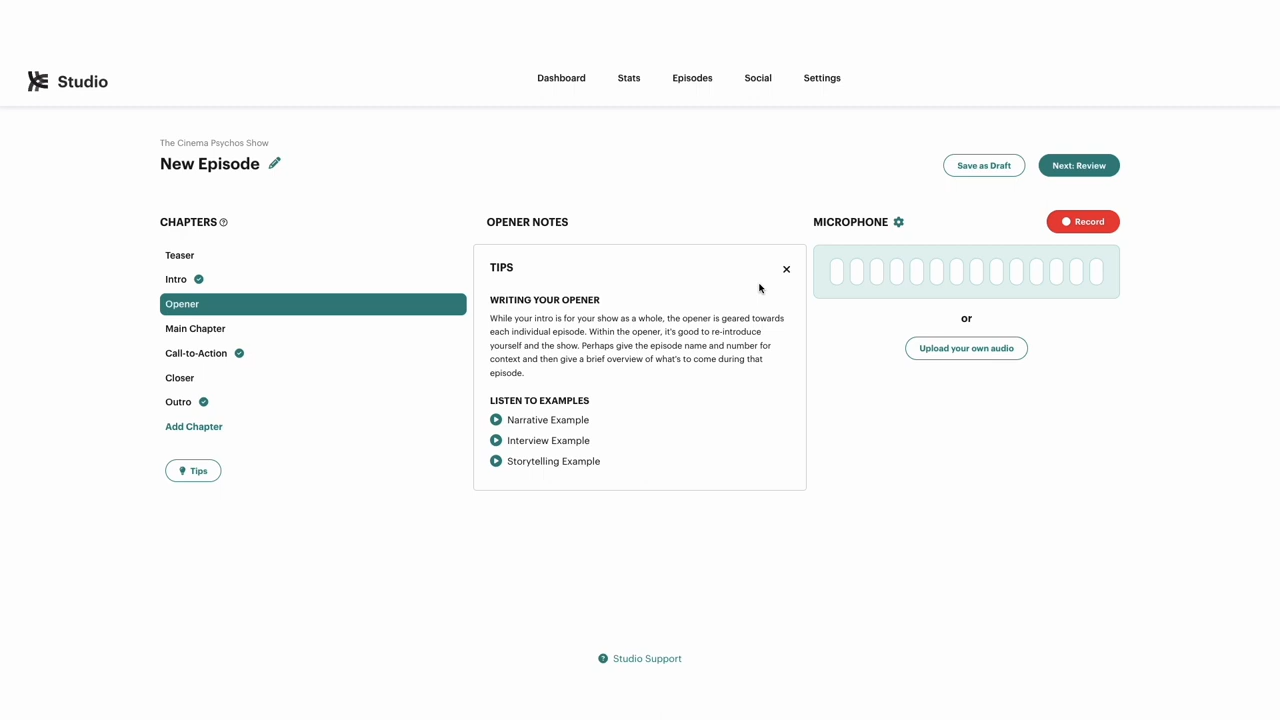 Studio
Dashboard
Stats
Episodes
Social
Settings
The Cinema Psychos Show
New Episode
Save as Draft
Next: Review
CHAPTERS
Teaser
Intro
Opener
Main Chapter
Call-to-Action
Closer
Outro
Add Chapter
Tips
OPENER NOTES
TIPS
WRITING YOUR OPENER
While your intro is for your show as a whole, the opener is geared towards
each individual episode. Within the opener, it's good to re-introduce
yourself and the show. Perhaps give the episode name and number for
context and then give a brief overview of what's to come during that
episode.
LISTEN TO EXAMPLES
Narrative Example
Interview Example
Storytelling Example
MICROPHONE
Record
or
Upload your own audio
Studio Support